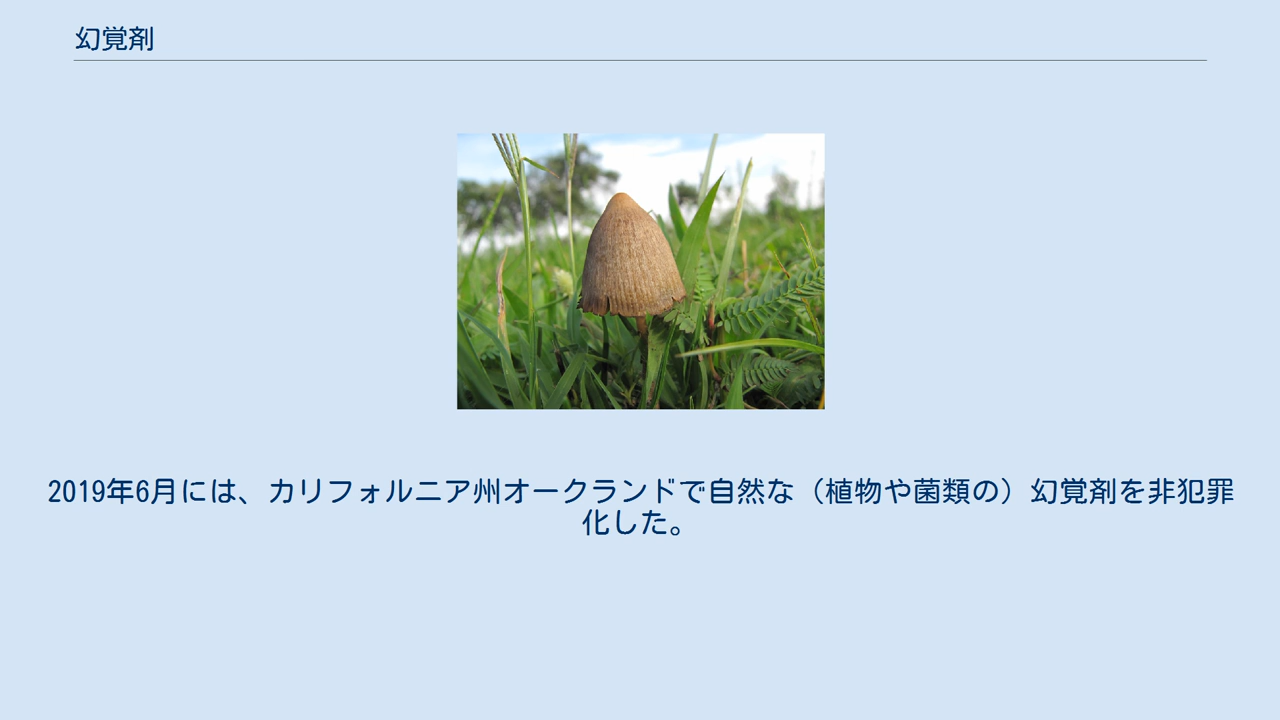 幻覚剤
2019年6月には、カリフォルニア州オークランドで自然な（植物や菌類の）幻覚剤を非犯罪
化した。